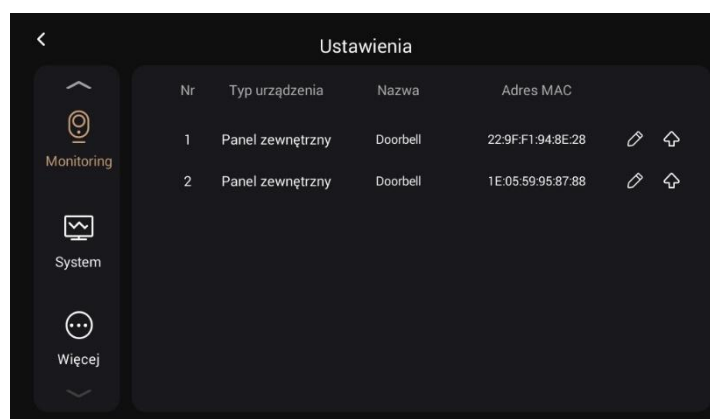 Ustawienia
Nr Typ urządzenia Nazwa Adres MAC
1 Panel zewnętrzny Doorbell 22:9F:F1:94:8E:28
2 Panel zewnętrzny Doorbell 1E:05:59:95:87:88
Monitoring
System
Więcej